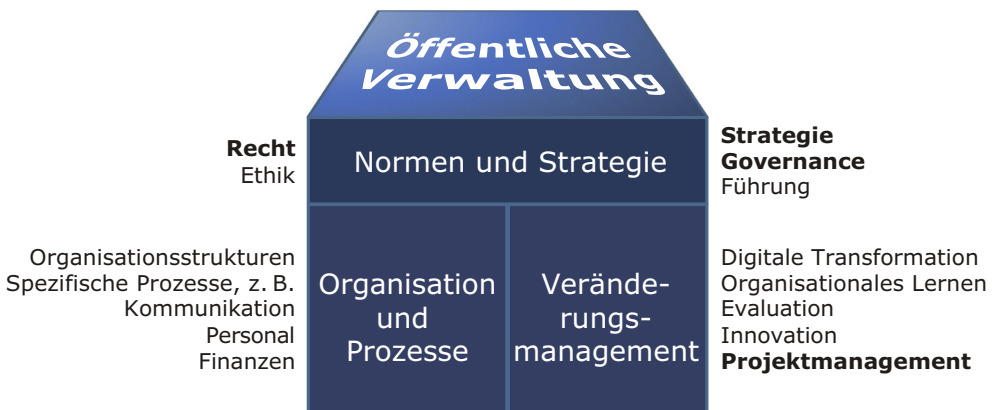 Öffentliche
Verwaltung
Recht
Ethik
Normen und Strategie
Strategie
Governance
Führung
Organisationsstrukturen
Spezifische Prozesse, z. B.
Kommunikation
Personal
Finanzen
Organisation
und
Prozesse
Verände-
rungs-
management
Digitale Transformation
Organisationales Lernen
Evaluation
Innovation
Projektmanagement